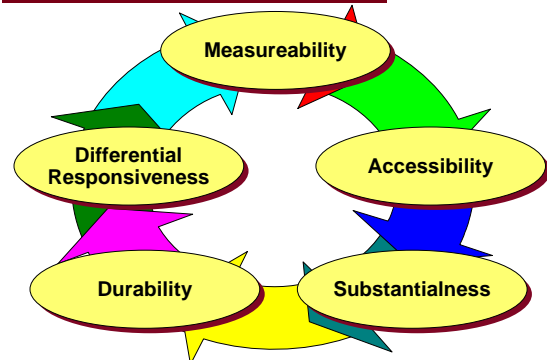 Measureability
Differential
Responsiveness
Accessibility
Durability
Substantialness